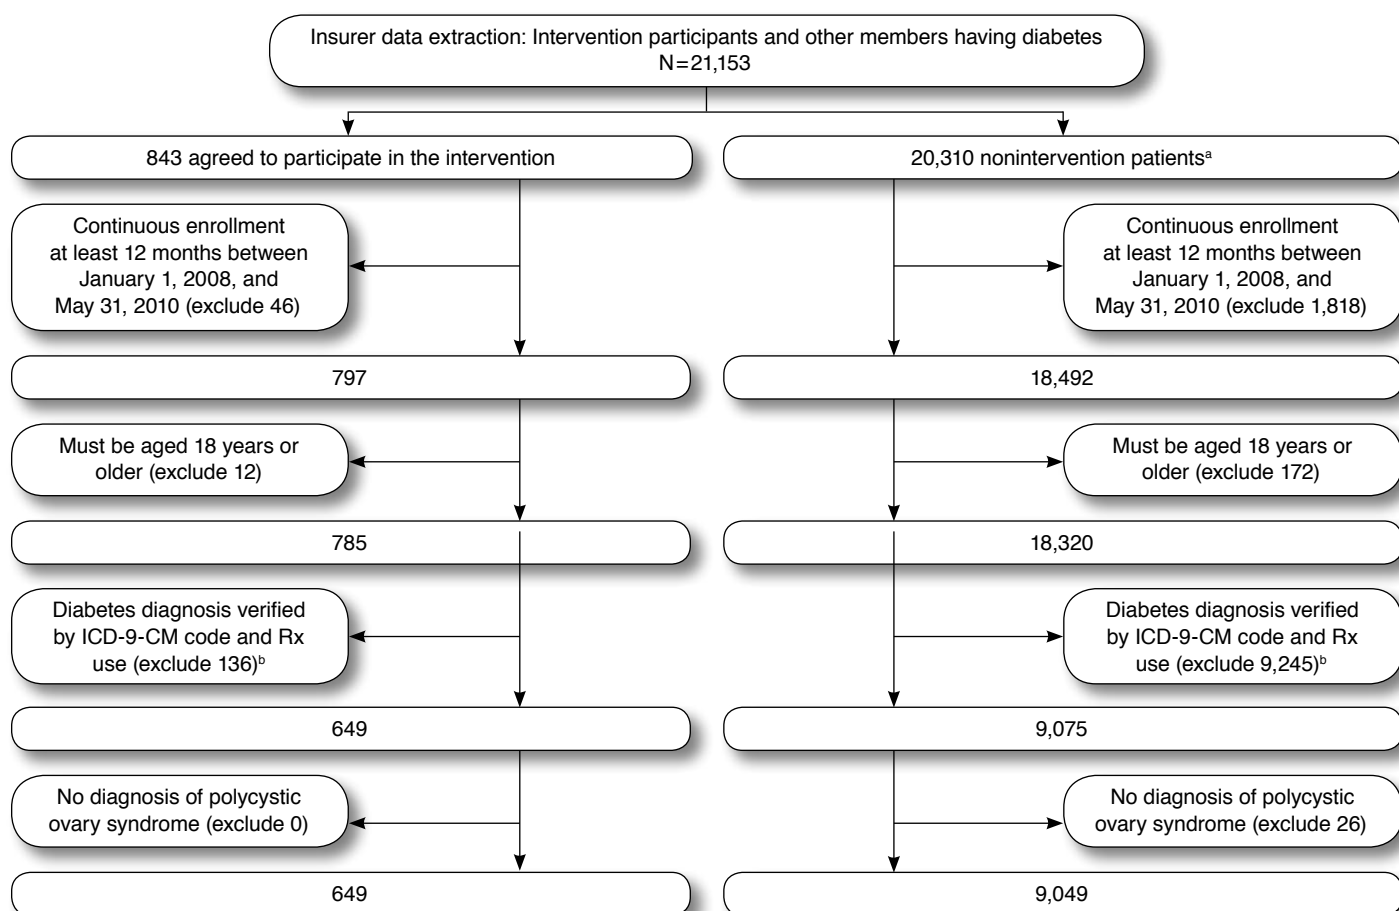 Insurer data extraction: Intervention participants and other members having diabetes
N=21,153
843 agreed to participate in the intervention
20,310 nonintervention patientsᵃ
Continuous enrollment
at least 12 months between
January 1, 2008, and
May 31, 2010 (exclude 46)
Continuous enrollment
at least 12 months between
January 1, 2008, and
May 31, 2010 (exclude 1,818)
797
18,492
Must be aged 18 years or
older (exclude 12)
Must be aged 18 years or
older (exclude 172)
785
18,320
Diabetes diagnosis verified
by ICD-9-CM code and Rx
use (exclude 136)ᵇ
Diabetes diagnosis verified
by ICD-9-CM code and Rx
use (exclude 9,245)ᵇ
649
9,075
No diagnosis of polycystic
ovary syndrome (exclude 0)
No diagnosis of polycystic
ovary syndrome (exclude 26)
649
9,049